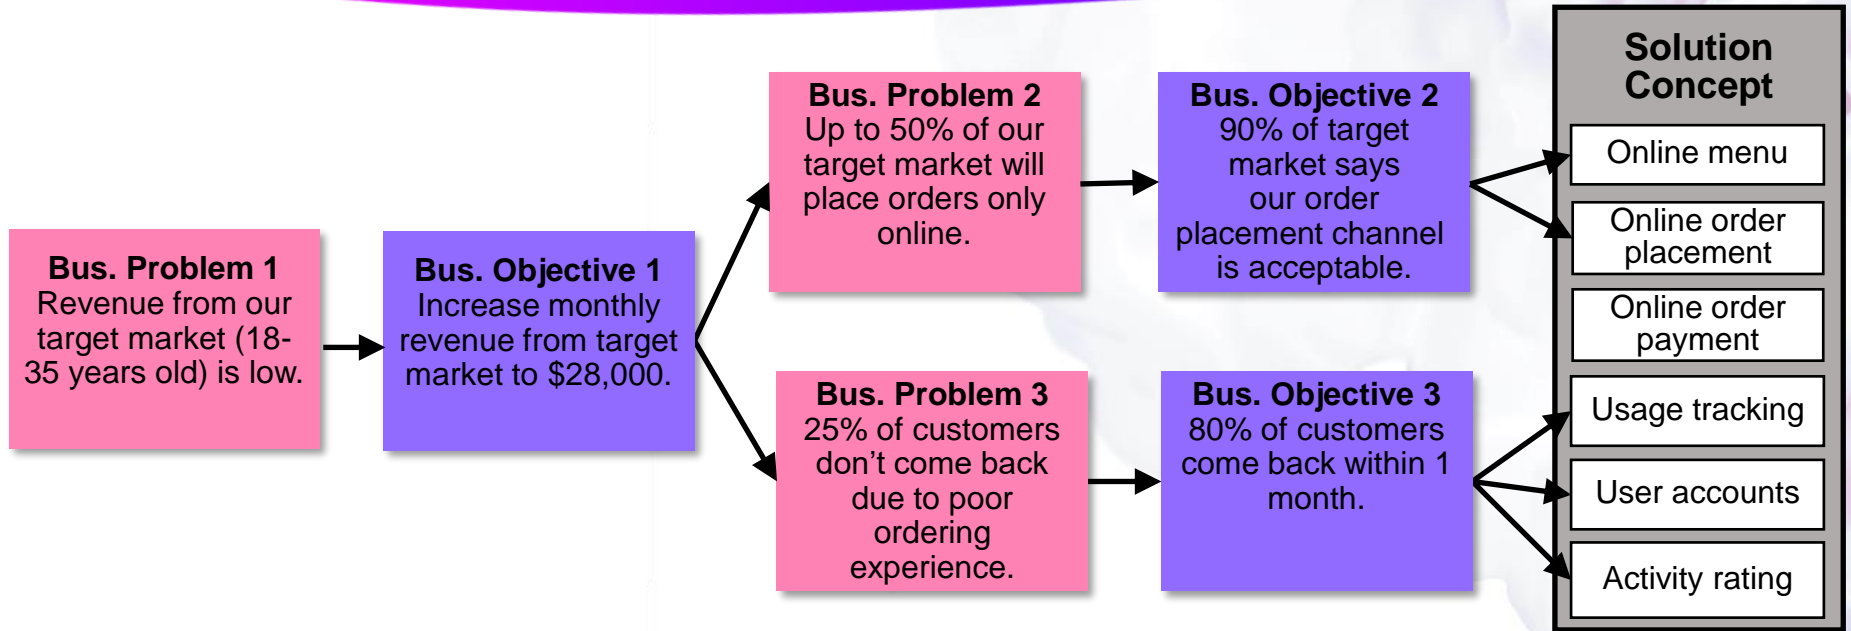 Bus. Problem 1
Revenue from our
target market (18-
35 years old) is low.
Bus. Objective 1
Increase monthly
revenue from target
market to $28,000.
Bus. Problem 2
Up to 50% of our
target market will
place orders only
online.
Bus. Objective 2
90% of target
market says
our order
placement channel
is acceptable.
Bus. Problem 3
25% of customers
don’t come back
due to poor
ordering
experience.
Bus. Objective 3
80% of customers
come back within 1
month.
Solution
Concept
Online menu
Online order
placement
Online order
payment
Usage tracking
User accounts
Activity rating